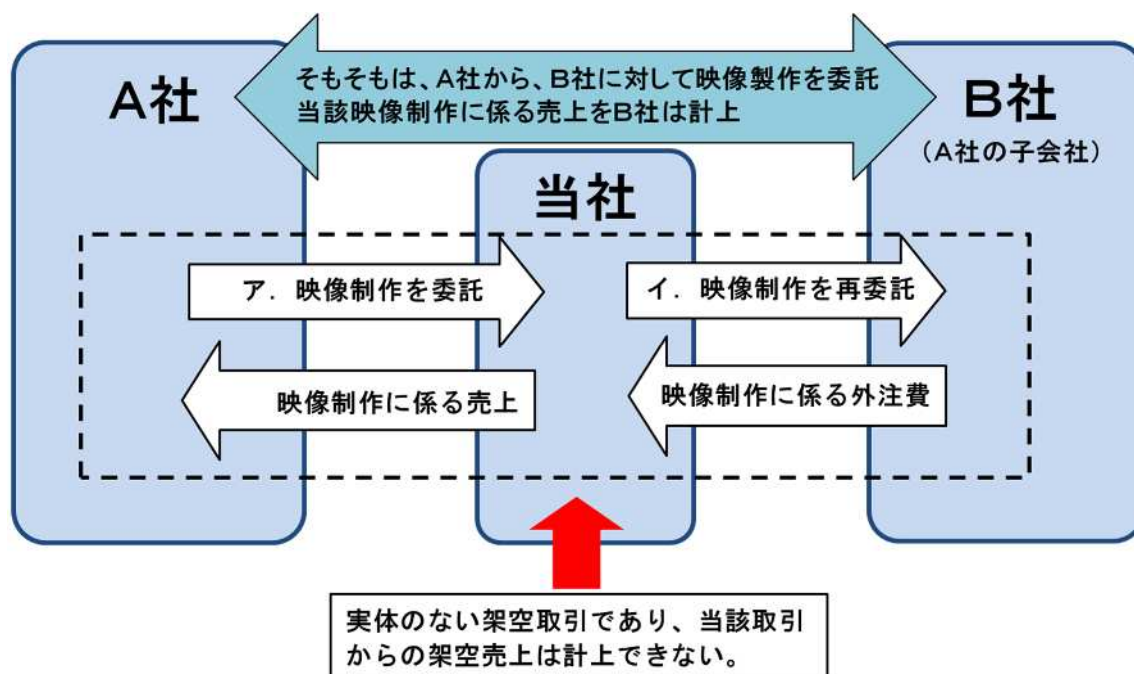 そもそもは、A社から、B社に対して映像製作を委託
当該映像制作に係る売上をB社は計上
A社
B社
(A社の子会社)
当社
ア．映像制作を委託
イ．映像制作を再委託
映像制作に係る売上
映像制作に係る外注費
実体のない架空取引であり、当該取引
からの架空売上は計上できない。